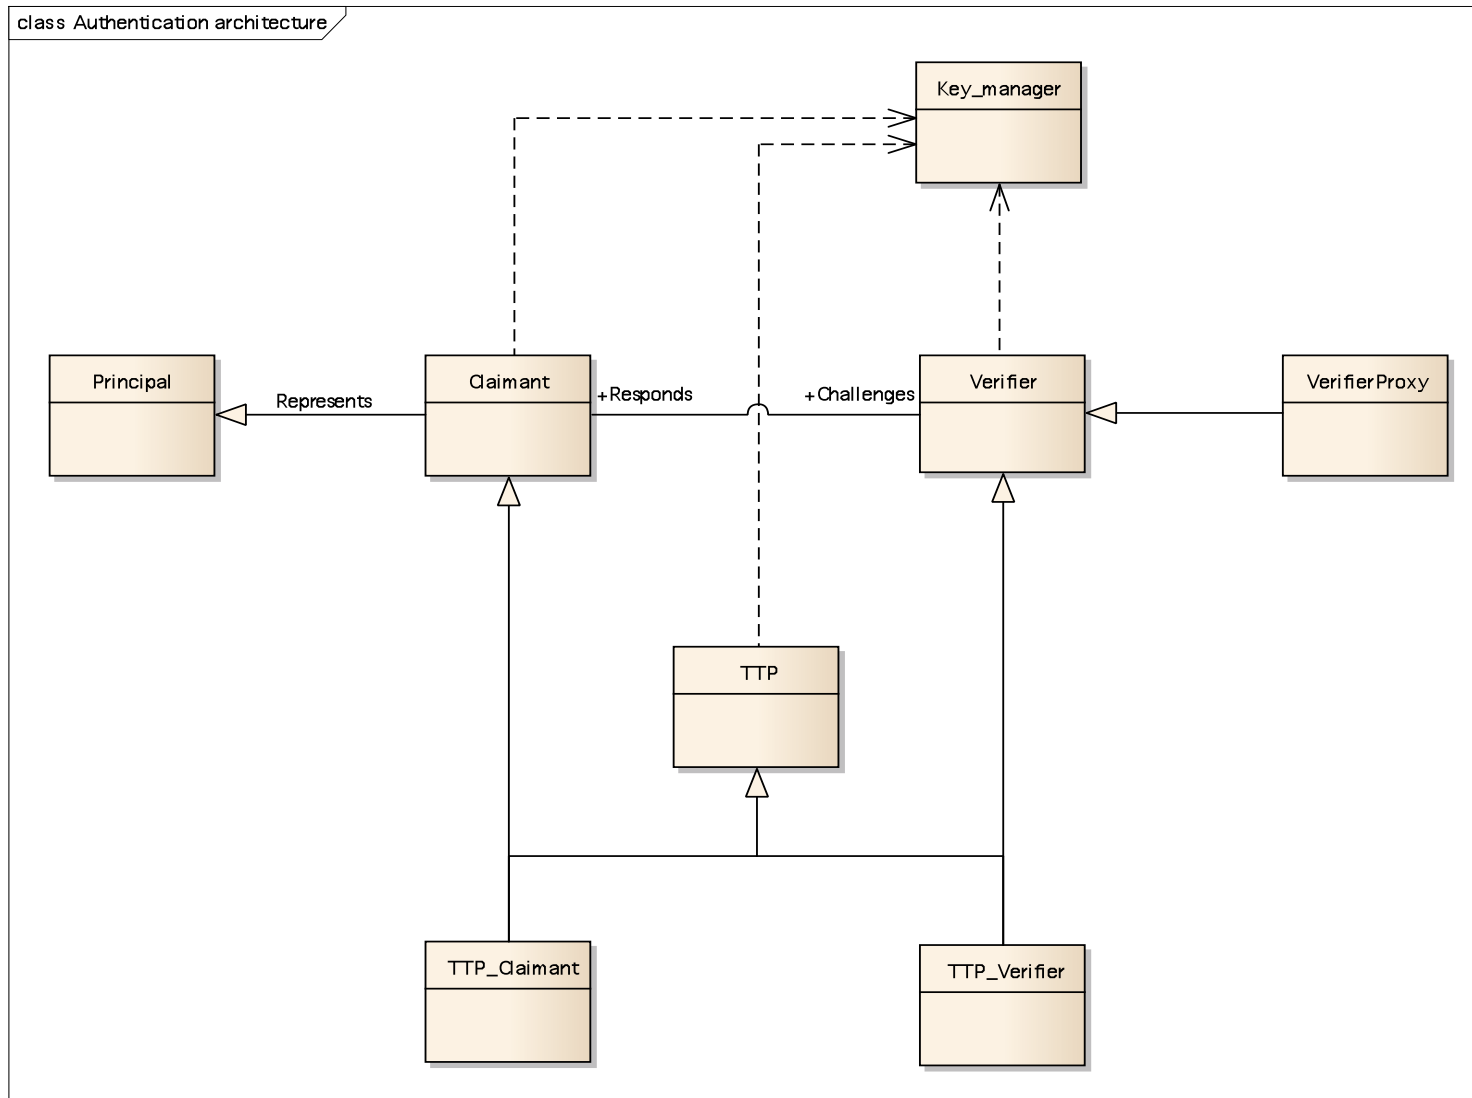 class Authentication architecture
Key_manager
Principal
Represents
Claimant
+Responds
+Challenges
Verifier
VerifierProxy
TTP
TTP_Claimant
TTP_Verifier